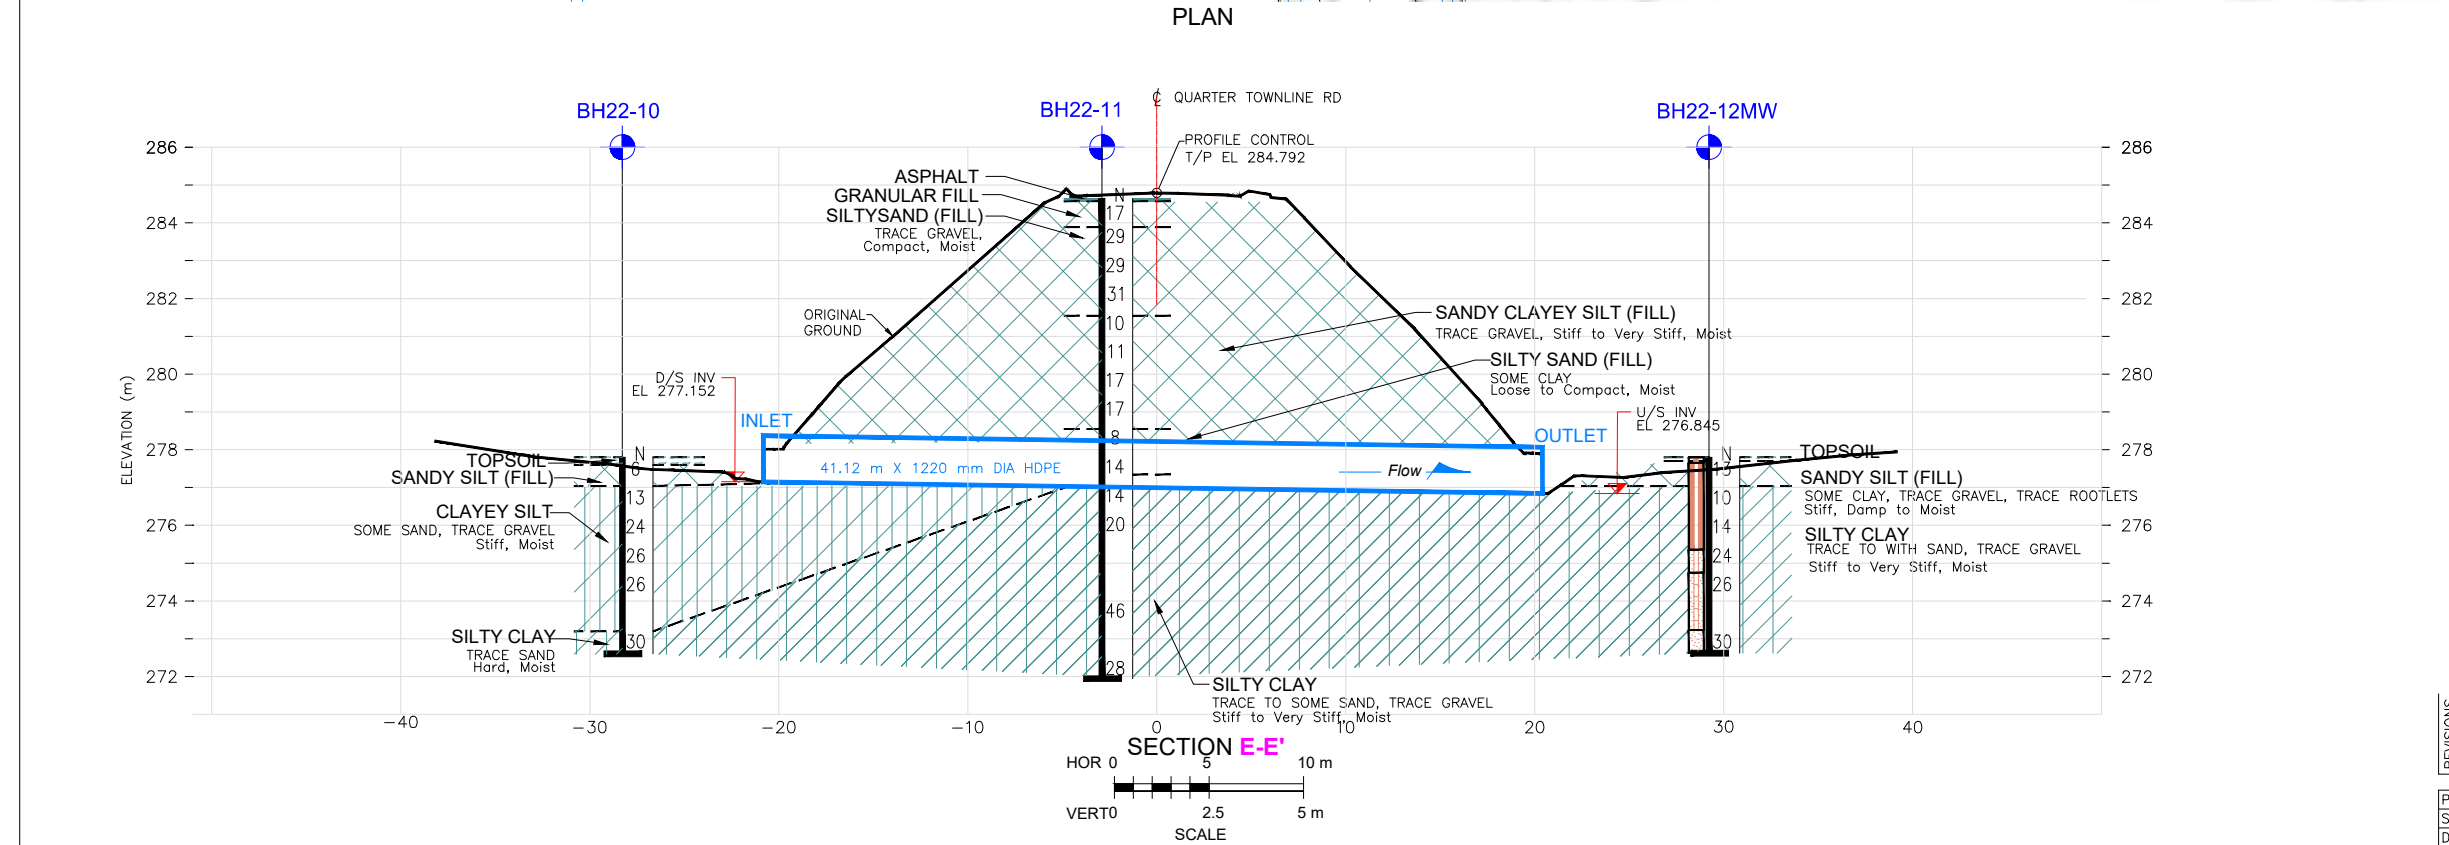 PLAN
BH22-10
BH22-11
BH22-12MW
℄ QUARTER TOWNLINE RD
PROFILE CONTROL
T/P EL 284.792
286
284
282
280
278
276
274
272
ELEVATION (m)
286
284
282
280
278
276
274
272
ASPHALT
GRANULAR FILL
SILTYSAND (FILL)
TRACE GRAVEL,
Compact, Moist
ORIGINAL
GROUND
D/S INV
EL 277.152
INLET
N
17
29
29
31
10
11
17
17
8
14
14
20
46
28
SANDY CLAYEY SILT (FILL)
TRACE GRAVEL, Stiff to Very Stiff, Moist
SILTY SAND (FILL)
SOME CLAY
Loose to Compact, Moist
U/S INV
EL 276.845
OUTLET
41.12 m X 1220 mm DIA HDPE
Flow
TOPSOIL
SANDY SILT (FILL)
CLAYEY SILT
SOME SAND, TRACE GRAVEL
Stiff, Moist
SILTY CLAY
TRACE SAND
Hard, Moist
N
6
13
24
26
26
30
N
13
10
14
24
26
30
TOPSOIL
SANDY SILT (FILL)
SOME CLAY, TRACE GRAVEL, TRACE ROOTLETS
Stiff, Damp to Moist
SILTY CLAY
TRACE TO WITH SAND, TRACE GRAVEL
Stiff to Very Stiff, Moist
SILTY CLAY
TRACE TO SOME SAND, TRACE GRAVEL
Stiff to Very Stiff, Moist
-40
-30
-20
-10
0
10
20
30
40
SECTION E-E'
HOR 0 5 10 m
VERT0 2.5 5 m
SCALE